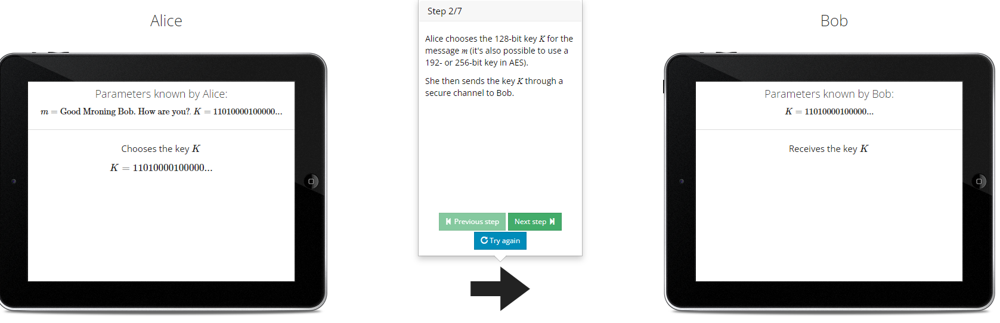 Alice
Parameters known by Alice:
m = Good Mroning Bob. How are you?, K = 11010000100000...
Chooses the key K
K = 11010000100000...
Step 2/7
Alice chooses the 128-bit key K for the
message m (it's also possible to use a
192- or 256-bit key in AES).
She then sends the key K through a
secure channel to Bob.
Previous step
Next step
Try again
Bob
Parameters known by Bob:
K = 11010000100000...
Receives the key K